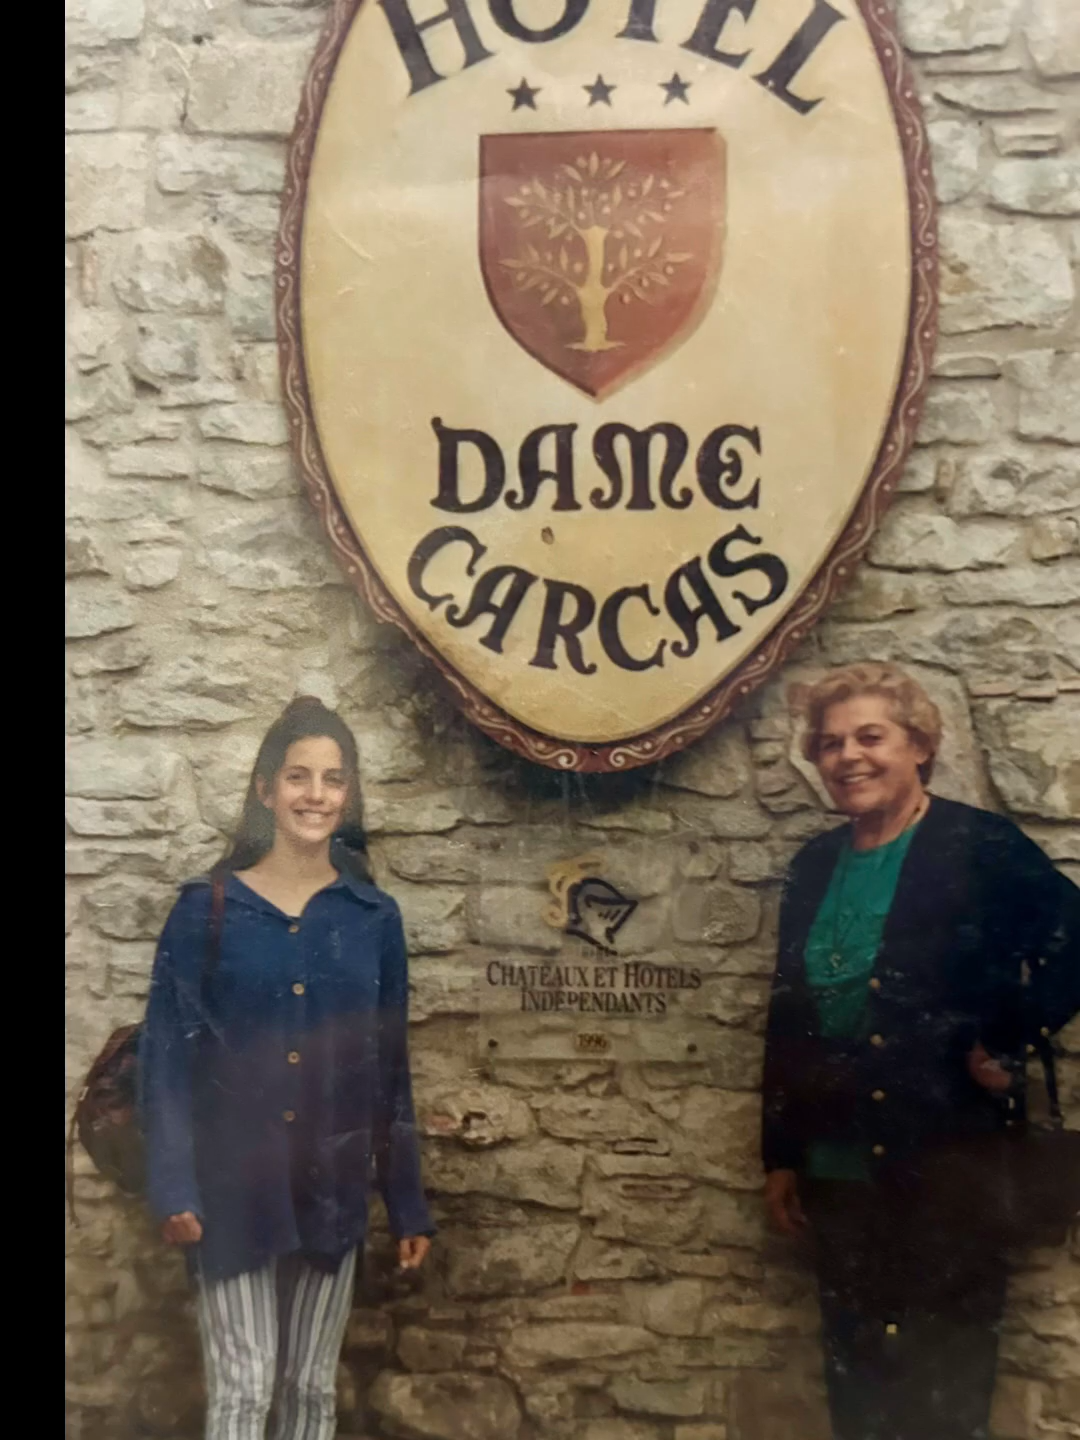 HOTEL
DAME
CARCAS
CHATEAUX ET HOTELS
INDEPENDANTS
1996